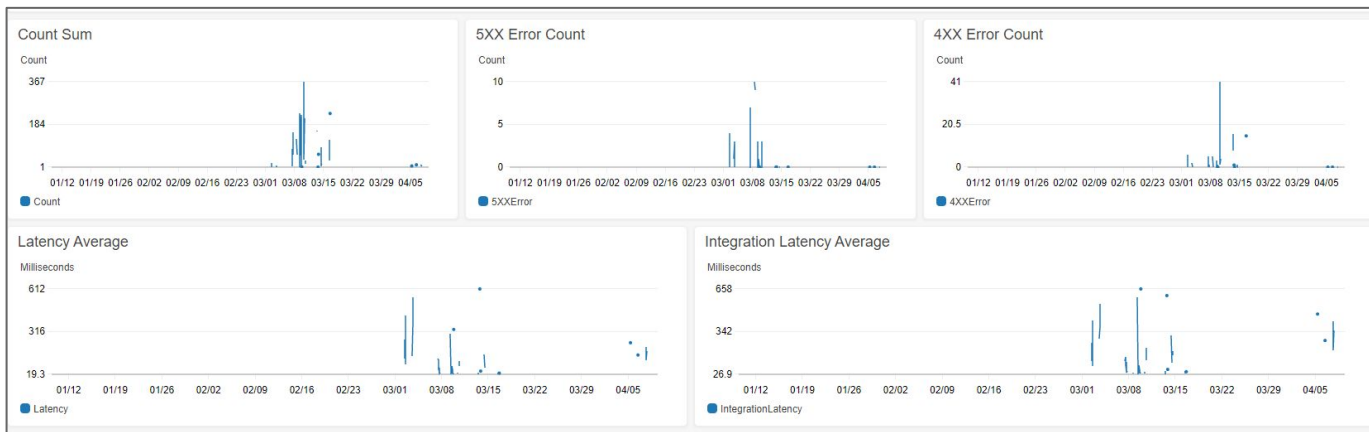 Count Sum
Count
367
184
1
01/12 01/19 01/26 02/02 02/09 02/16 02/23 03/01 03/08 03/15 03/22 03/29 04/05
Count
5XX Error Count
Count
10
5
0
01/12 01/19 01/26 02/02 02/09 02/16 02/23 03/01 03/08 03/15 03/22 03/29 04/05
5XXError
4XX Error Count
Count
41
20.5
0
01/12 01/19 01/26 02/02 02/09 02/16 02/23 03/01 03/08 03/15 03/22 03/29 04/05
4XXError
Latency Average
Milliseconds
612
316
19.3
01/12 01/19 01/26 02/02 02/09 02/16 02/23 03/01 03/08 03/15 03/22 03/29 04/05
Latency
Integration Latency Average
Milliseconds
658
342
26.9
01/12 01/19 01/26 02/02 02/09 02/16 02/23 03/01 03/08 03/15 03/22 03/29 04/05
IntegrationLatency